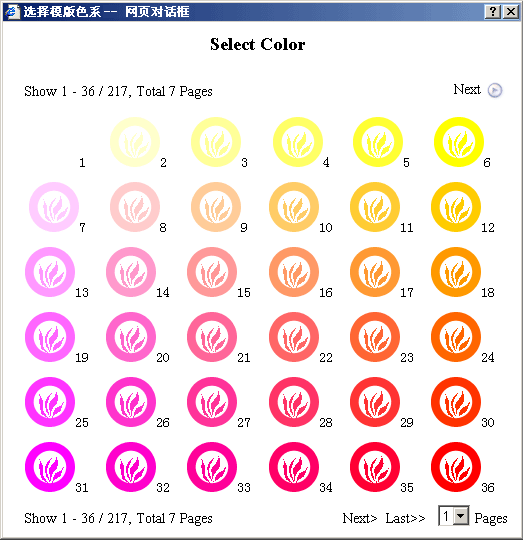 选择模版色系 -- 网页对话框
Select Color
Show 1 - 36 / 217, Total 7 Pages
Next
1 2 3 4 5 6
7 8 9 10 11 12
13 14 15 16 17 18
19 20 21 22 23 24
25 26 27 28 29 30
31 32 33 34 35 36
Show 1 - 36 / 217, Total 7 Pages
Next> Last>> 1 Pages